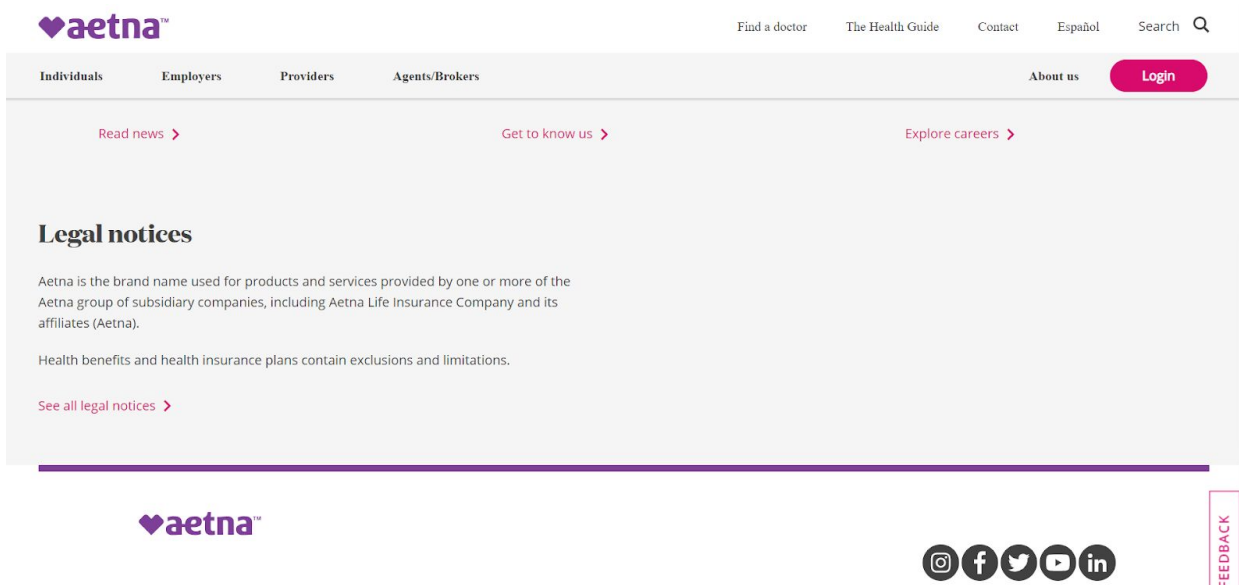 aetna™
Find a doctor The Health Guide Contact Español Search
Individuals Employers Providers Agents/Brokers About us Login
Read news Get to know us Explore careers
Legal notices
Aetna is the brand name used for products and services provided by one or more of the
Aetna group of subsidiary companies, including Aetna Life Insurance Company and its
affiliates (Aetna).
Health benefits and health insurance plans contain exclusions and limitations.
See all legal notices
aetna™
FEEDBACK
f in